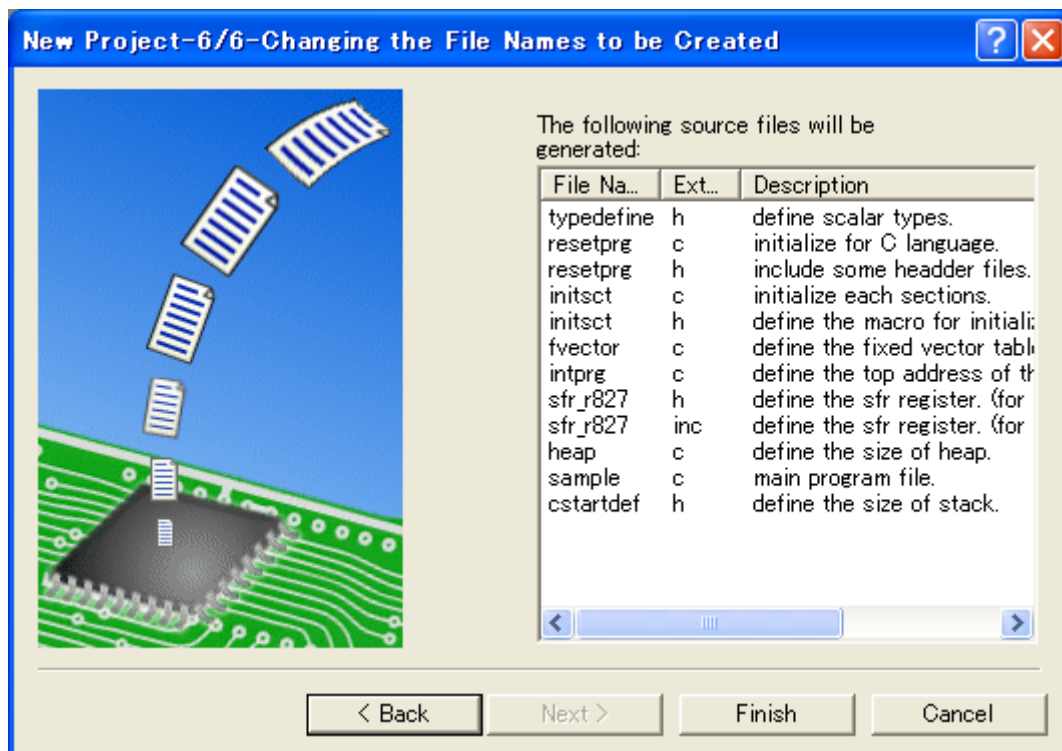 New Project-6/6-Changing the File Names to be Created
The following source files will be
generated:
File Na... Ext... Description
typedefine h define scalar types.
resetprg c initialize for C language.
resetprg h include some headder files.
initsct c initialize each sections.
initsct h define the macro for initiali
fvector c define the fixed vector tabl
intprg c define the top address of th
sfr_r827 h define the sfr register. (for
sfr_r827 inc define the sfr register. (for
heap c define the size of heap.
sample c main program file.
cstartdef h define the size of stack.
< Back Next > Finish Cancel